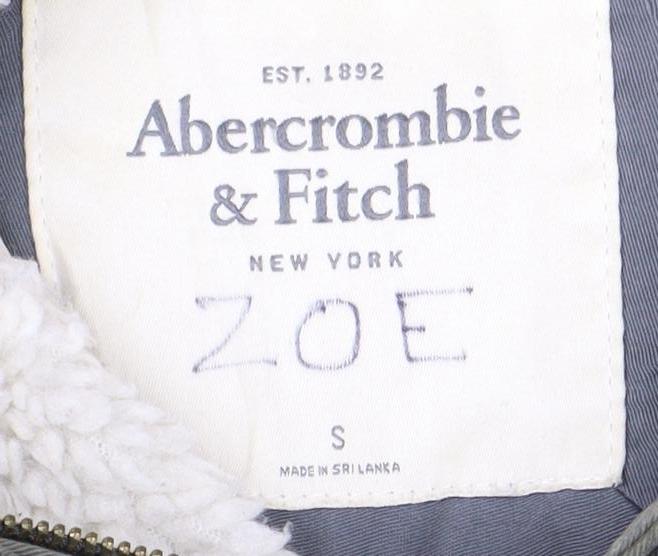 EST. 1892
Abercrombie
& Fitch
NEW YORK
ZOE
S
MADE IN SRI LANKA